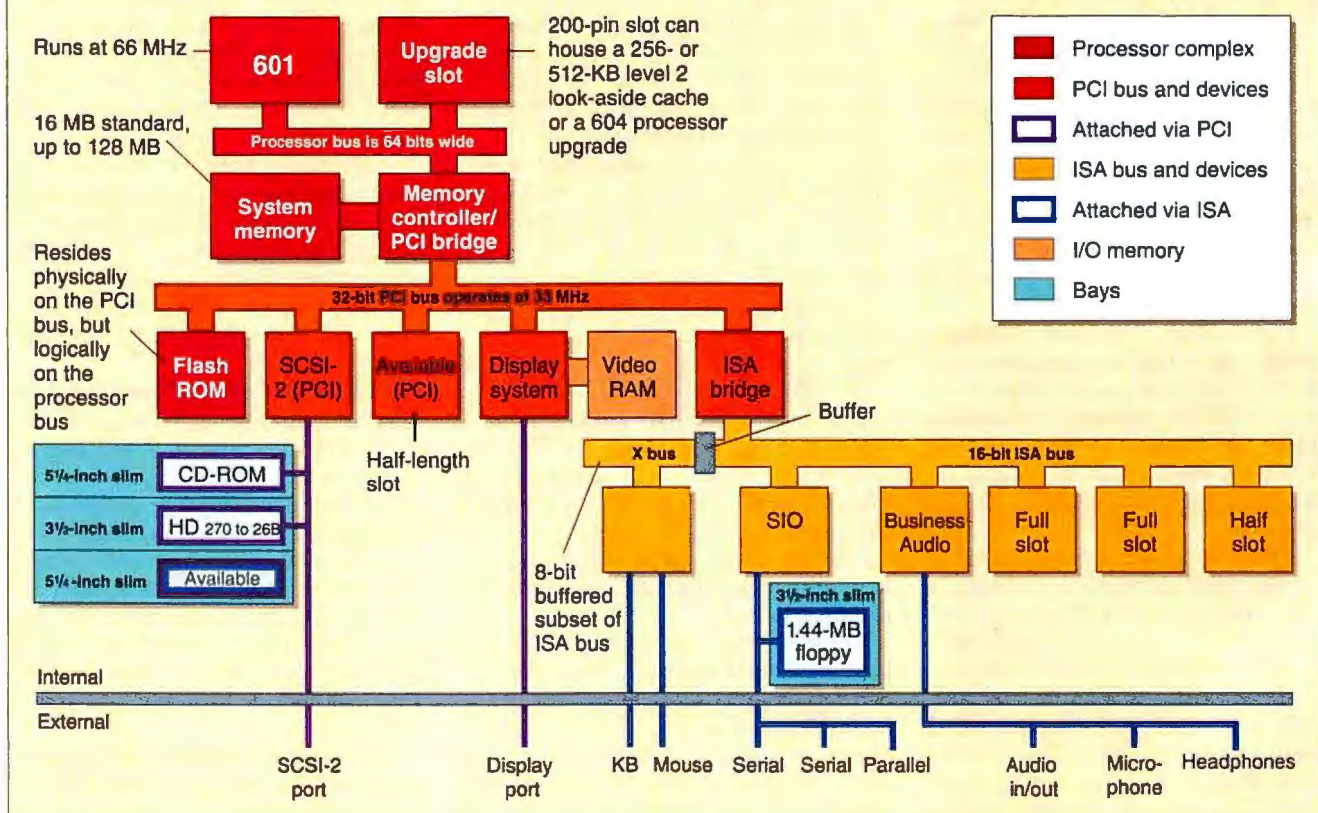 Runs at 66 MHz
601
Upgrade
slot
200-pin slot can
house a 256- or
512-KB level 2
look-aside cache
or a 604 processor
upgrade
16 MB standard,
up to 128 MB
Processor bus is 64 bits wide
System
memory
Memory
controller/
PCI bridge
Resides
physically
on the PCI
bus, but
logically
on the
processor
bus
32-bit PCI bus operates at 33 MHz
Flash
ROM
SCSI-
2 (PCI)
Available
(PCI)
Display
system
Video
RAM
ISA
bridge
Half-length
slot
Buffer
X bus
16-bit ISA bus
5¼-inch slim
CD-ROM
3½-inch slim
HD 270 to 26B
5¼-inch slim
Available
8-bit
buffered
subset of
ISA bus
SIO
Business
Audio
Full
slot
Full
slot
Half
slot
3½-inch slim
1.44-MB
floppy
Internal
External
SCSI-2
port
Display
port
KB
Mouse
Serial
Serial
Parallel
Audio
in/out
Micro-
phone
Headphones
Processor complex
PCI bus and devices
Attached via PCI
ISA bus and devices
Attached via ISA
I/O memory
Bays